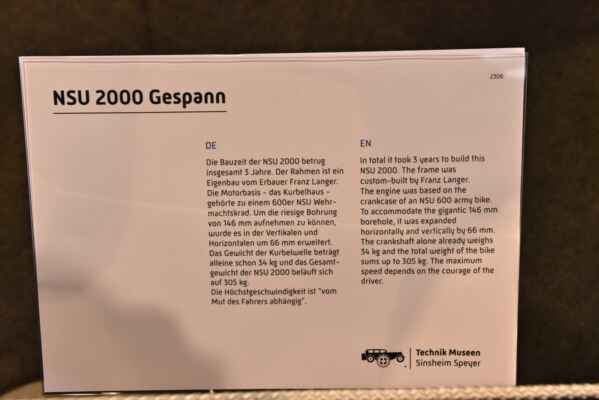 2306
NSU 2000 Gespann
DE
Die Bauzeit der NSU 2000 betrug
insgesamt 3 Jahre. Der Rahmen ist ein
Eigenbau vom Erbauer Franz Langer.
Die Motorbasis – das Kurbelhaus –
gehörte zu einem 600er NSU Wehr-
machtskrad. Um die riesige Bohrung
von 146 mm aufnehmen zu können,
wurde es in der Vertikalen und
Horizontalen um 66 mm erweitert.
Das Gewicht der Kurbelwelle beträgt
alleine schon 34 kg und das Gesamt-
gewicht der NSU 2000 beläuft sich
auf 305 kg.
Die Höchstgeschwindigkeit ist "vom
Mut des Fahrers abhängig".
EN
In total it took 3 years to build this
NSU 2000. The frame was
custom-built by Franz Langer.
The engine was based on the
crankcase of an NSU 600 army bike.
To accommodate the gigantic 146 mm
borehole, it was expanded
horizontally and vertically by 66 mm.
The crankshaft alone already weighs
34 kg and the total weight of the bike
sums up to 305 kg. The maximum
speed depends on the courage of the
driver.
Technik Museen
Sinsheim Speyer